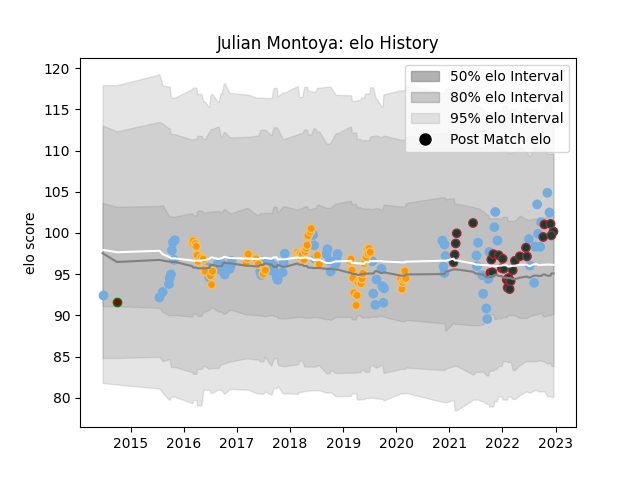 Julian Montoya: elo History
50% elo Interval
80% elo Interval
95% elo Interval
Post Match elo
elo score
120
115
110
105
100
95
90
85
80
2015 2016 2017 2018 2019 2020 2021 2022 2023